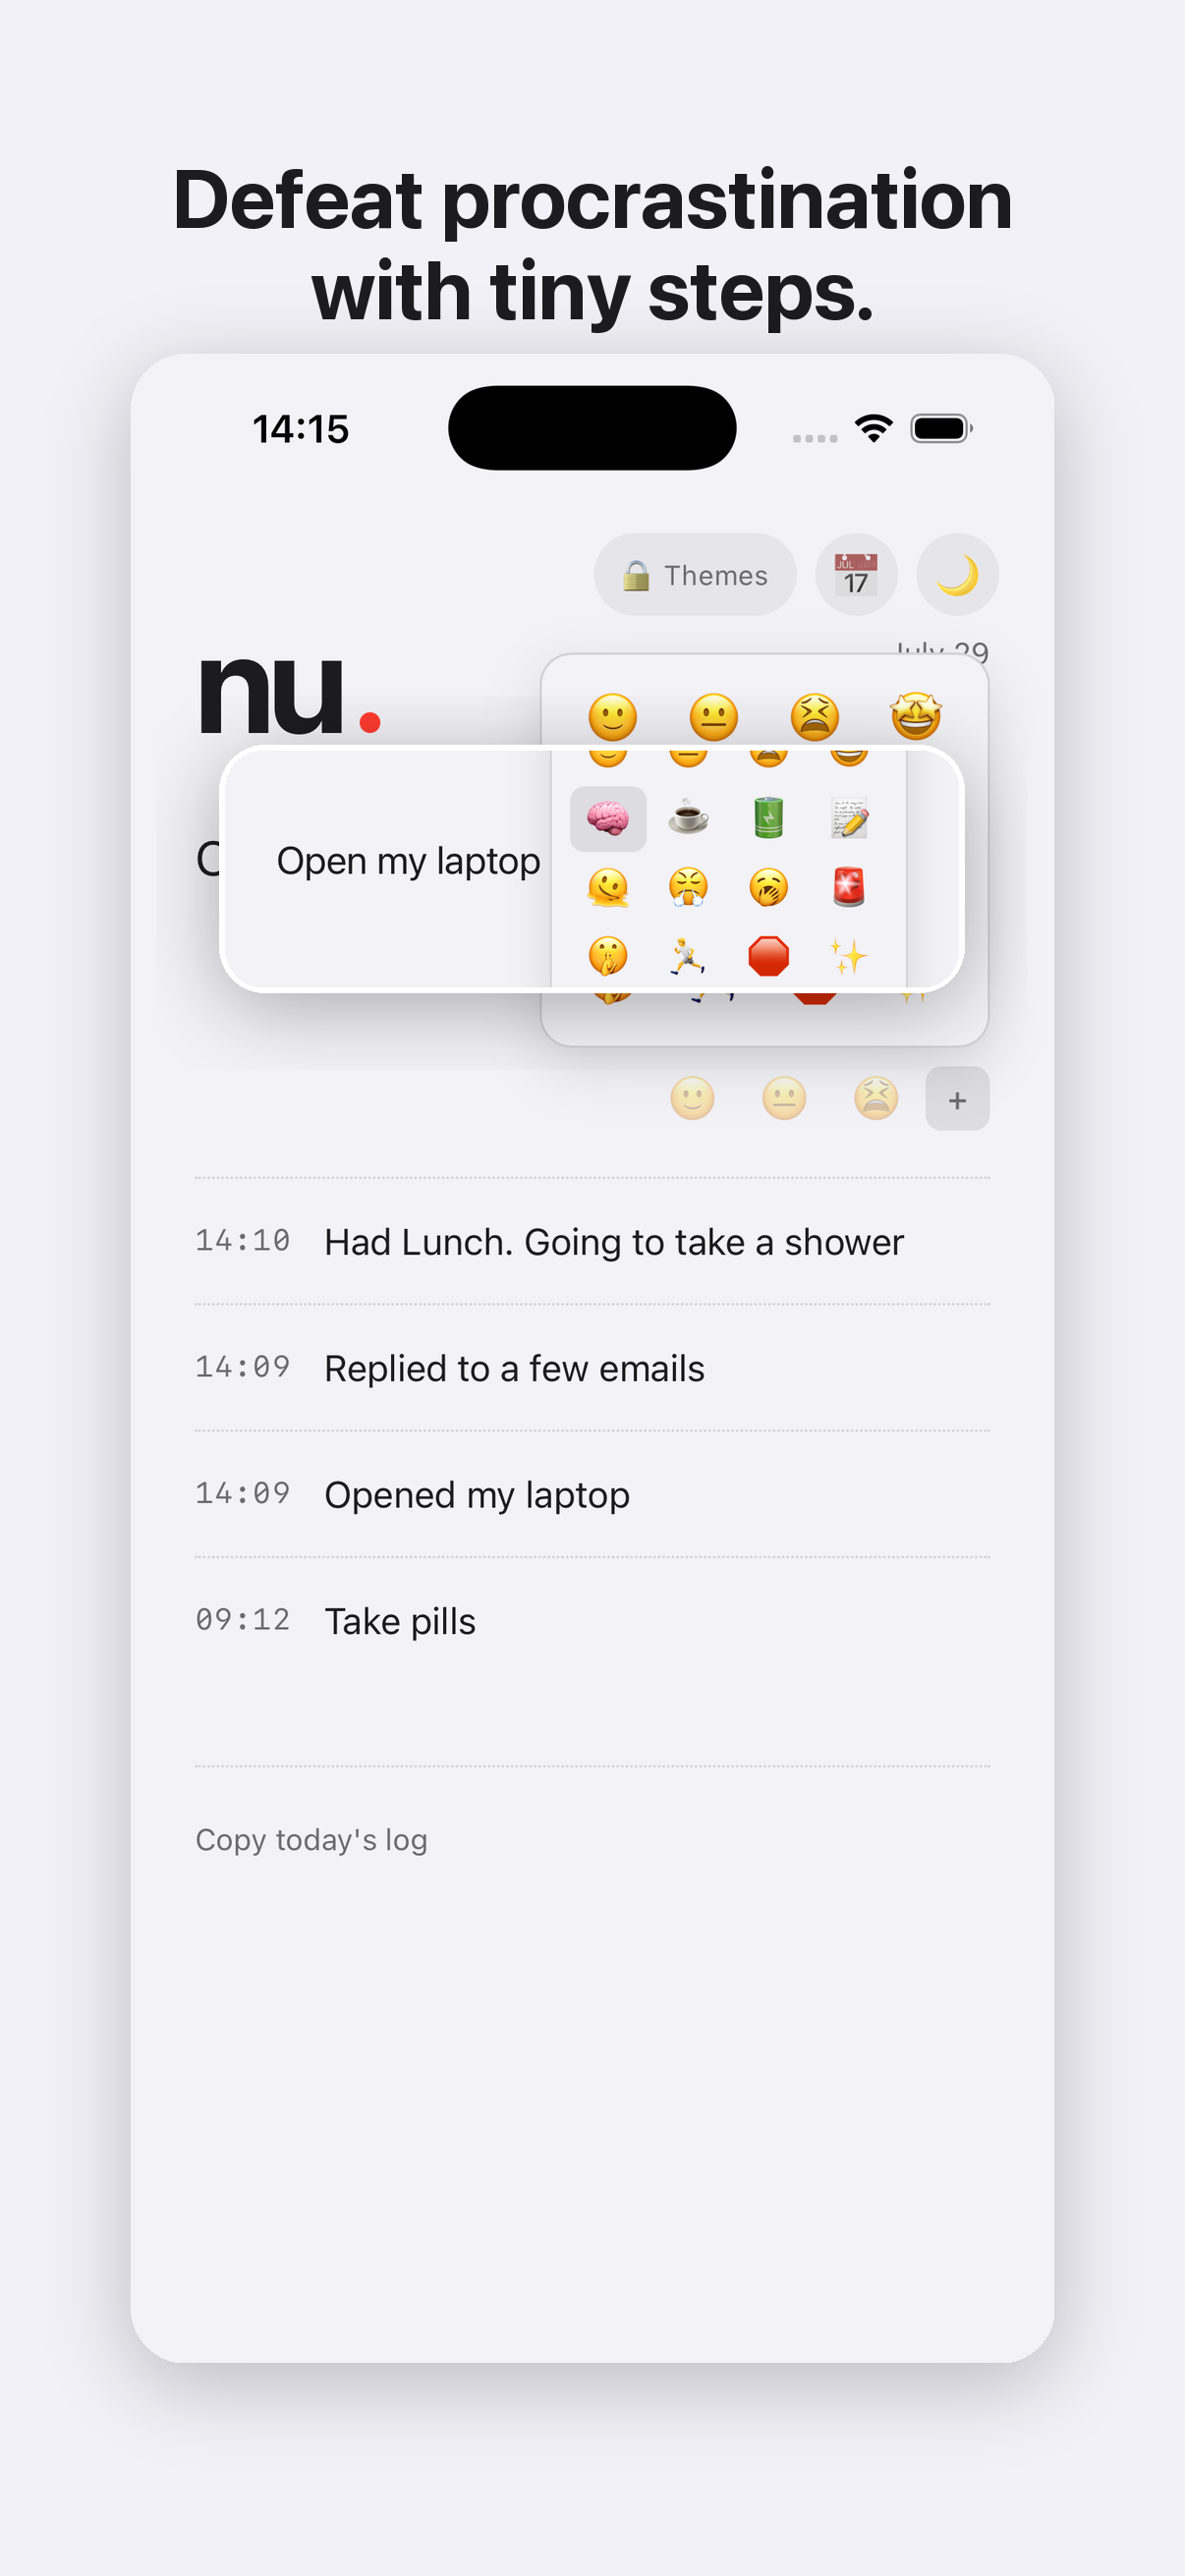 Defeat procrastination
with tiny steps.
14:15
🔒 Themes
JUL
17
July 29
nu.
Open my laptop
+
14:10 Had Lunch. Going to take a shower
14:09 Replied to a few emails
14:09 Opened my laptop
09:12 Take pills
Copy today's log